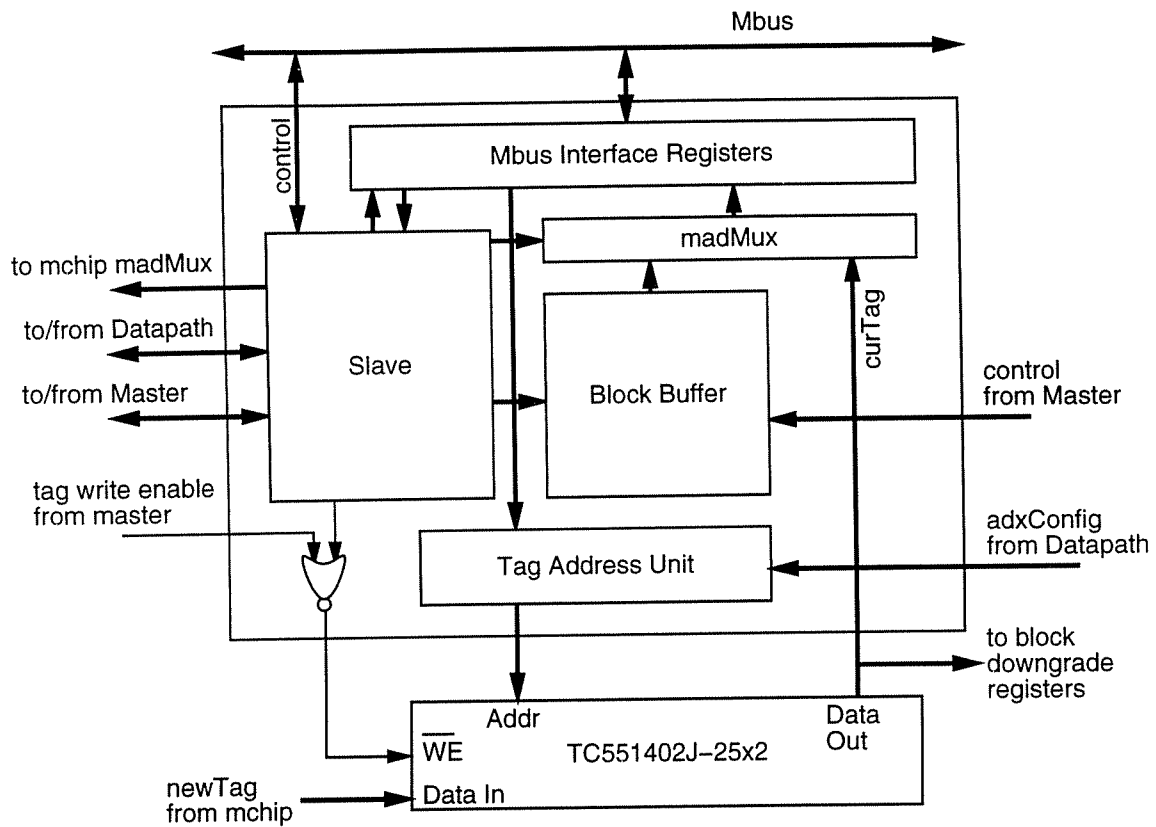 Mbus
control
Mbus Interface Registers
madMux
to mchip madMux
curTag
to/from Datapath
Slave
Block Buffer
control
from Master
to/from Master
tag write enable
from master
adxConfig
from Datapath
Tag Address Unit
to block
downgrade
registers
Addr
Data
Out
WE
TC551402J-25x2
newTag
from mchip
Data In